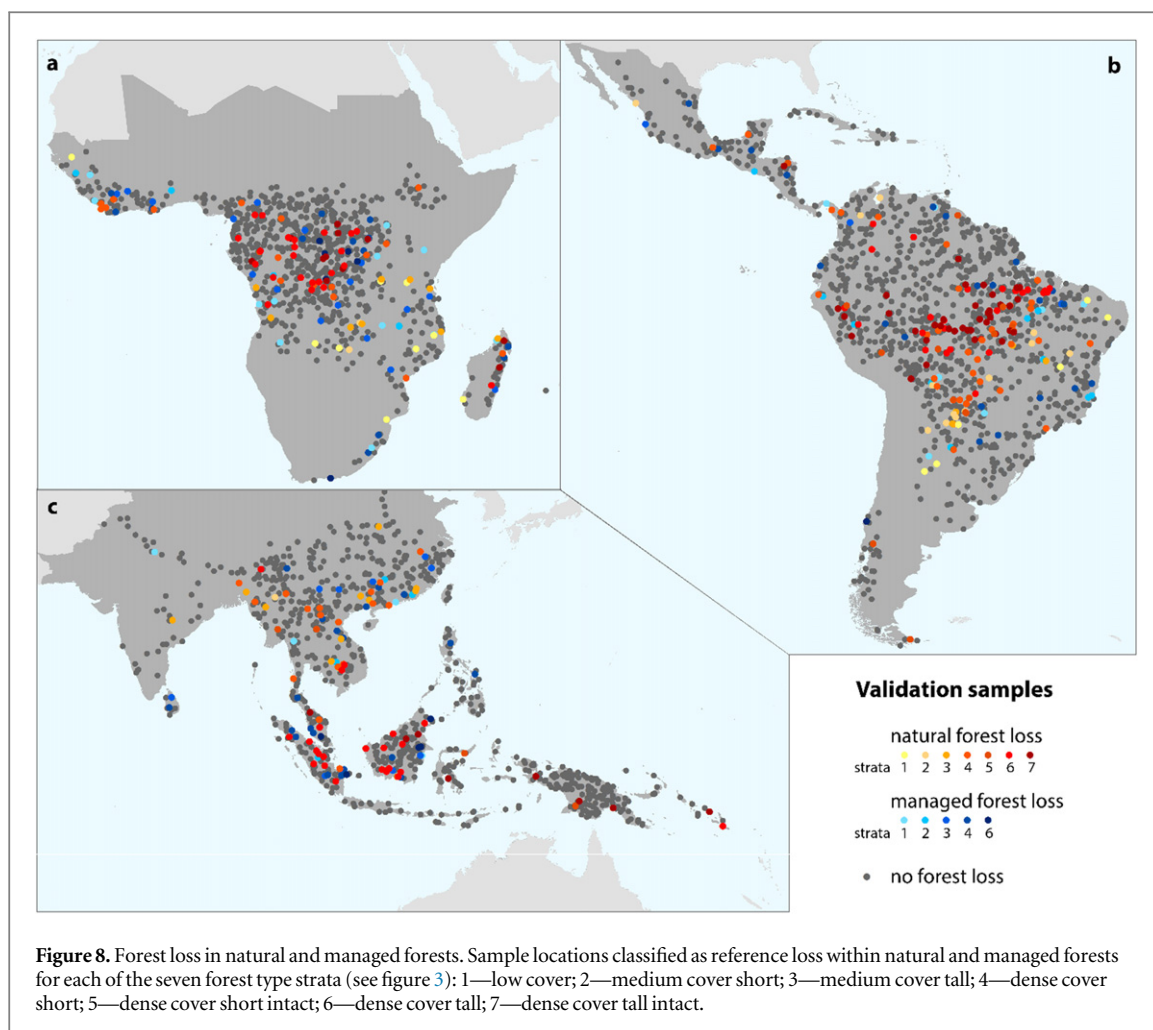 a
b
c
Validation samples
natural forest loss
strata 1 2 3 4 5 6 7
managed forest loss
strata 1 2 3 4 6
no forest loss
Figure 8. Forest loss in natural and managed forests. Sample locations classified as reference loss within natural and managed forests
for each of the seven forest type strata (see figure 3): 1—low cover; 2—medium cover short; 3—medium cover tall; 4—dense cover
short; 5—dense cover short intact; 6—dense cover tall; 7—dense cover tall intact.